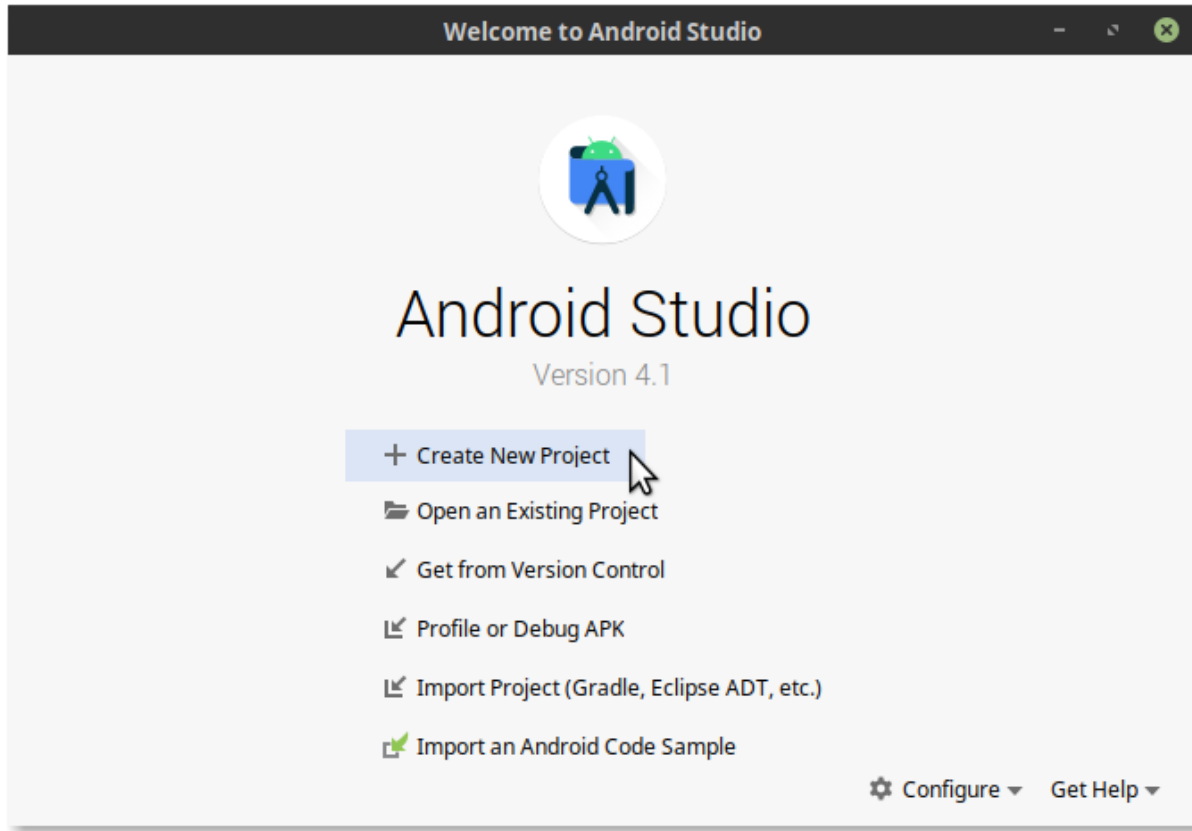 Welcome to Android Studio
Android Studio
Version 4.1
Create New Project
Open an Existing Project
Get from Version Control
Profile or Debug APK
Import Project (Gradle, Eclipse ADT, etc.)
Import an Android Code Sample
Configure Get Help